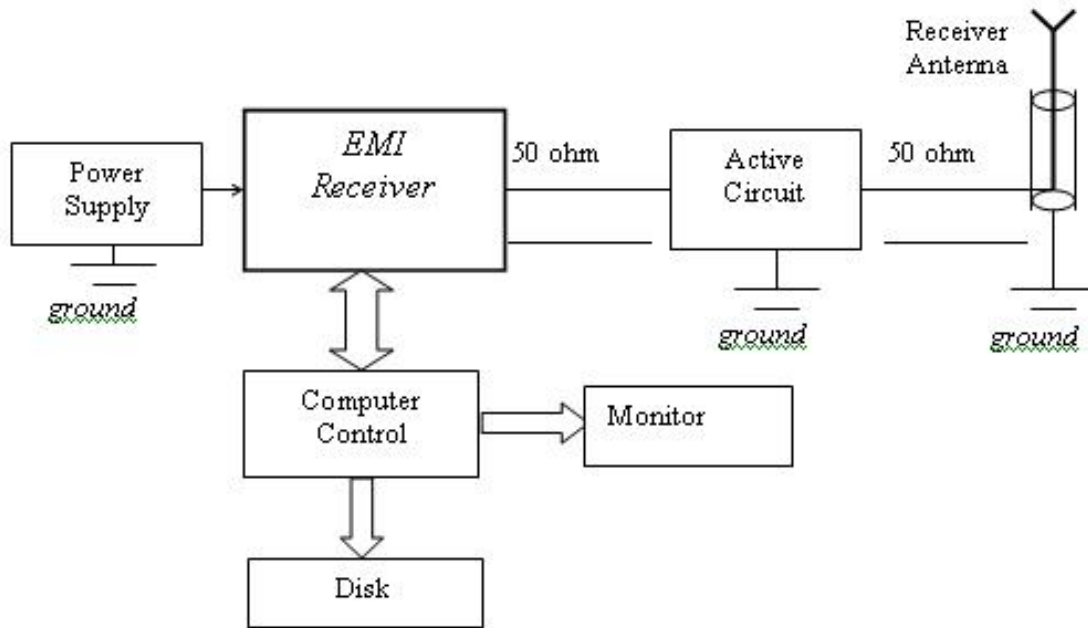 Receiver
Antenna
EMI
Receiver
50 ohm
Active
Circuit
50 ohm
Power
Supply
ground
ground
ground
Computer
Control
Monitor
Disk